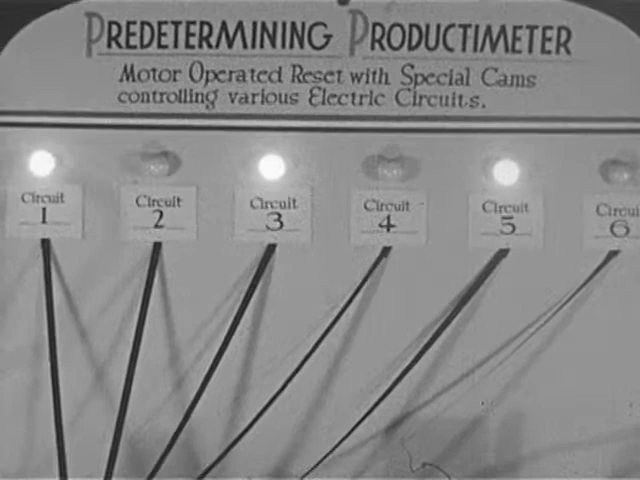 PREDETERMINING PRODUCTIMETER
Motor Operated Reset with Special Cams
controlling various Electric Circuits.
Circuit
1
Circuit
2
Circuit
3
Circuit
4
Circuit
5
Circui
6